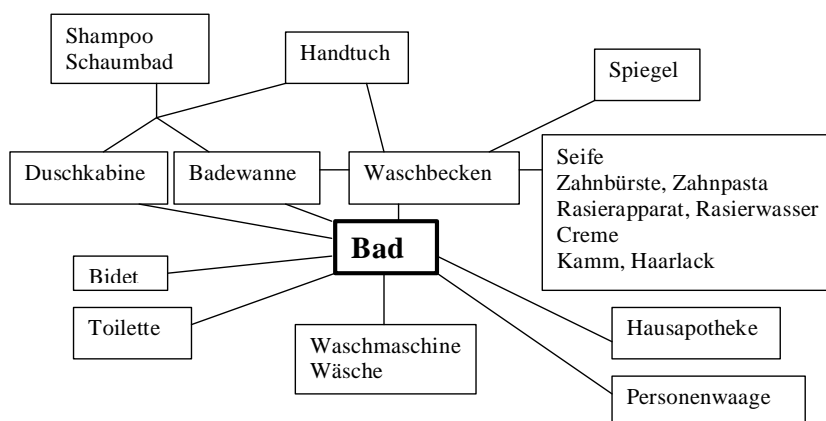 Shampoo
Schaumbad
Handtuch
Spiegel
Duschkabine
Badewanne
Waschbecken
Seife
Zahnbürste, Zahnpasta
Rasierapparat, Rasierwasser
Creme
Kamm, Haarlack
Bad
Bidet
Toilette
Waschmaschine
Wäsche
Hausapotheke
Personenwaage